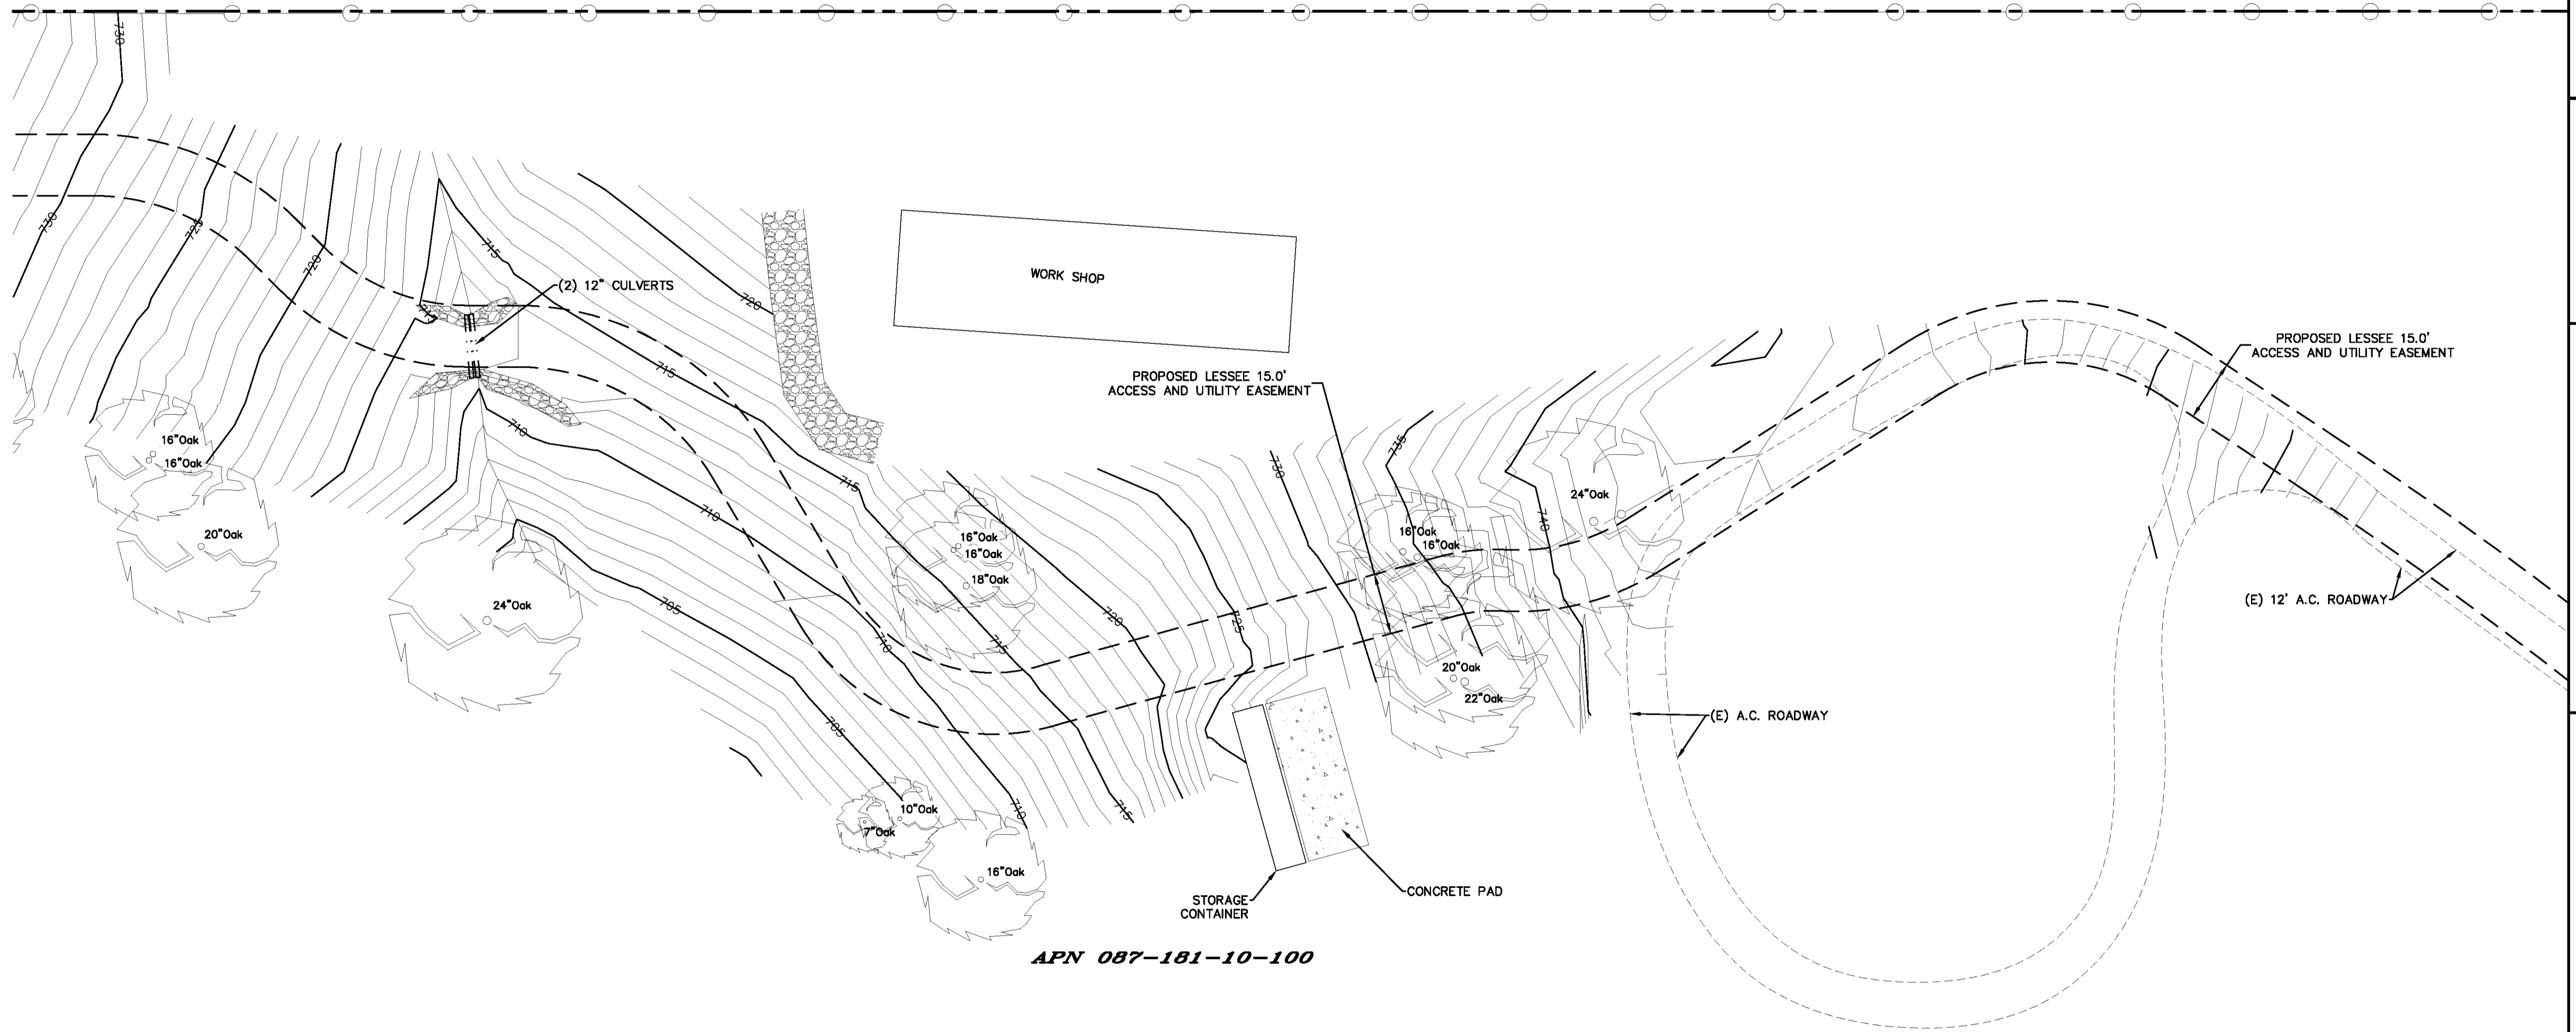 730
730
725
720
715
715
(2) 12" CULVERTS
720
WORK SHOP
715
PROPOSED LESSEE 15.0'
ACCESS AND UTILITY EASEMENT
PROPOSED LESSEE 15.0'
ACCESS AND UTILITY EASEMENT
16"Oak
16"Oak
20"Oak
710
710
715
730
735
740
24"Oak
16"Oak
16"Oak
18"Oak
16"Oak
16"Oak
24"Oak
705
710
715
720
725
(E) 12' A.C. ROADWAY
20"Oak
22"Oak
(E) A.C. ROADWAY
705
10"Oak
7"Oak
710
715
16"Oak
STORAGE
CONTAINER
CONCRETE PAD
APN 087-181-10-100